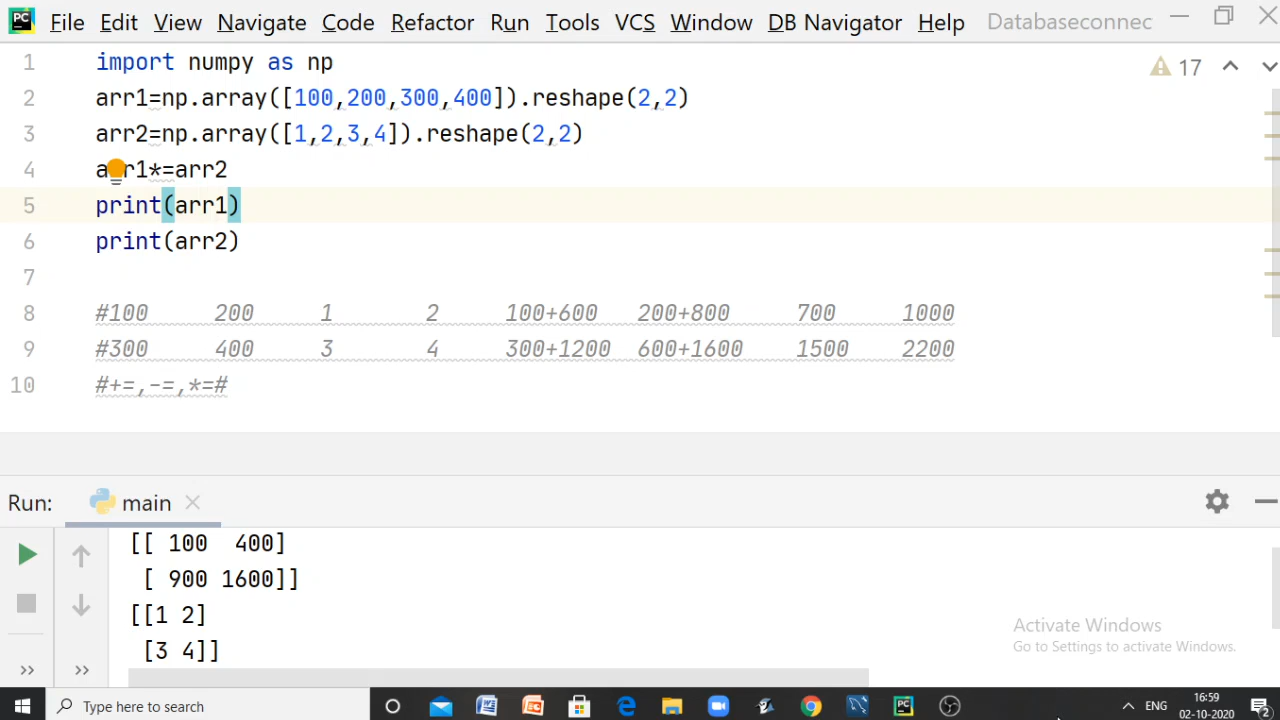 PC File Edit View Navigate Code Refactor Run Tools VCS Window DB Navigator Help Databaseconnec
17
1 import numpy as np
2 arr1=np.array([100,200,300,400]).reshape(2,2)
3 arr2=np.array([1,2,3,4]).reshape(2,2)
4 arr1*=arr2
5 print(arr1)
6 print(arr2)
7
8 #100 200 1 2 100+600 200+800 700 1000
9 #300 400 3 4 300+1200 600+1600 1500 2200
10 #+=,-=,*=#
Run: main
[[ 100 400]
[ 900 1600]]
[[1 2]
[3 4]]
Activate Windows
Go to Settings to activate Windows.
Type here to search
ENG
16:59
02-10-2020
2